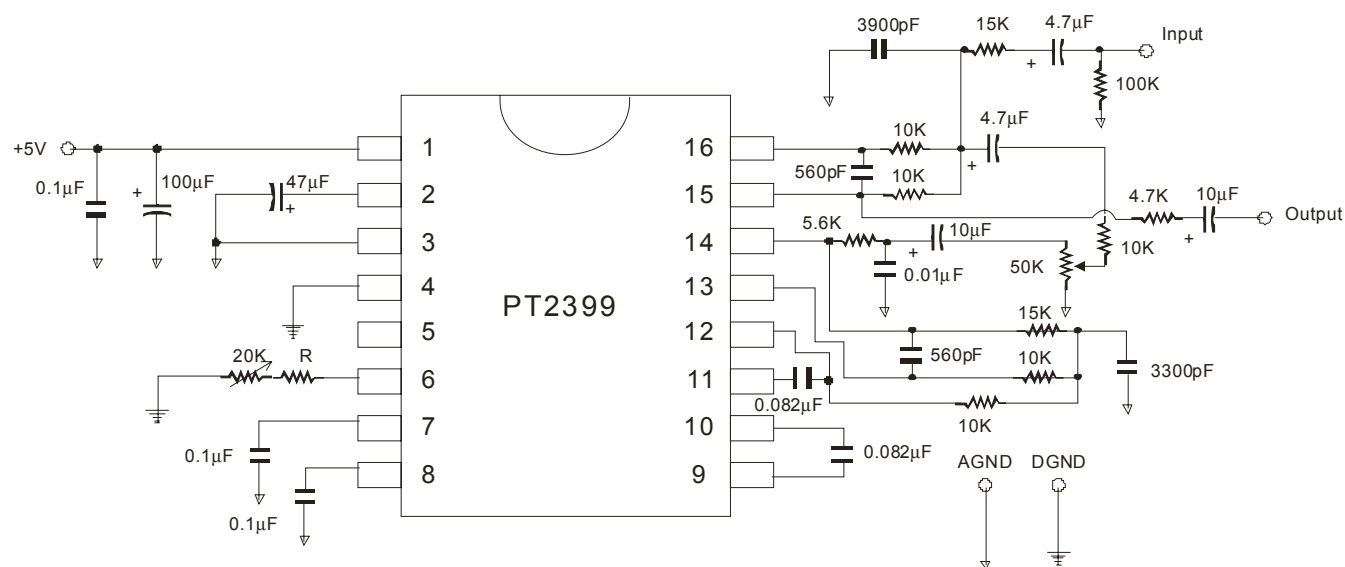 3900pF
15K
4.7µF
Input
100K
+
+5V
0.1µF
+
100µF
47µF
+
1
2
3
4
5
6
7
8
PT2399
16
15
14
13
12
11
10
9
10K
4.7µF
+
560pF
10K
4.7K
10µF
Output
+
5.6K
10µF
+
0.01µF
50K
10K
15K
560pF
10K
3300pF
0.082µF
10K
0.082µF
20K
R
0.1µF
0.1µF
AGND
DGND